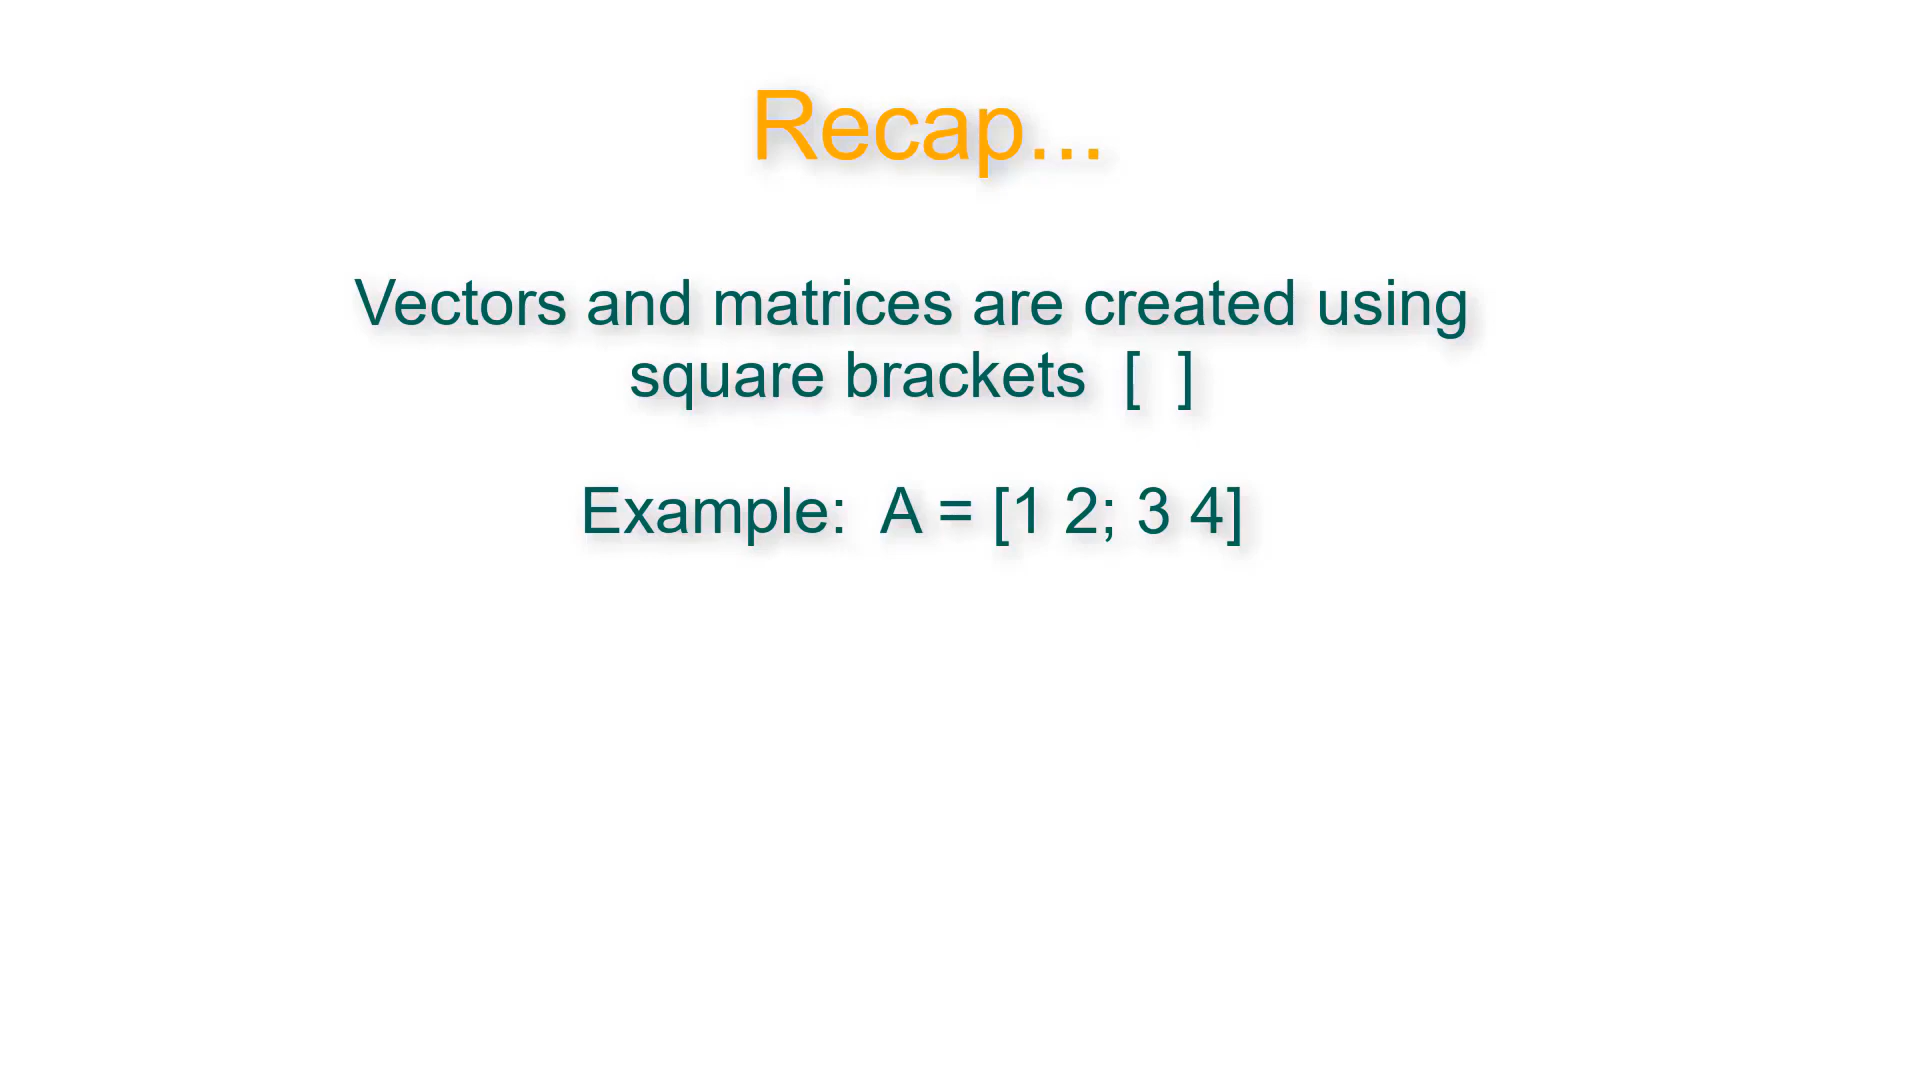 Recap...
Vectors and matrices are created using
square brackets [ ]
Example: A = [1 2; 3 4]